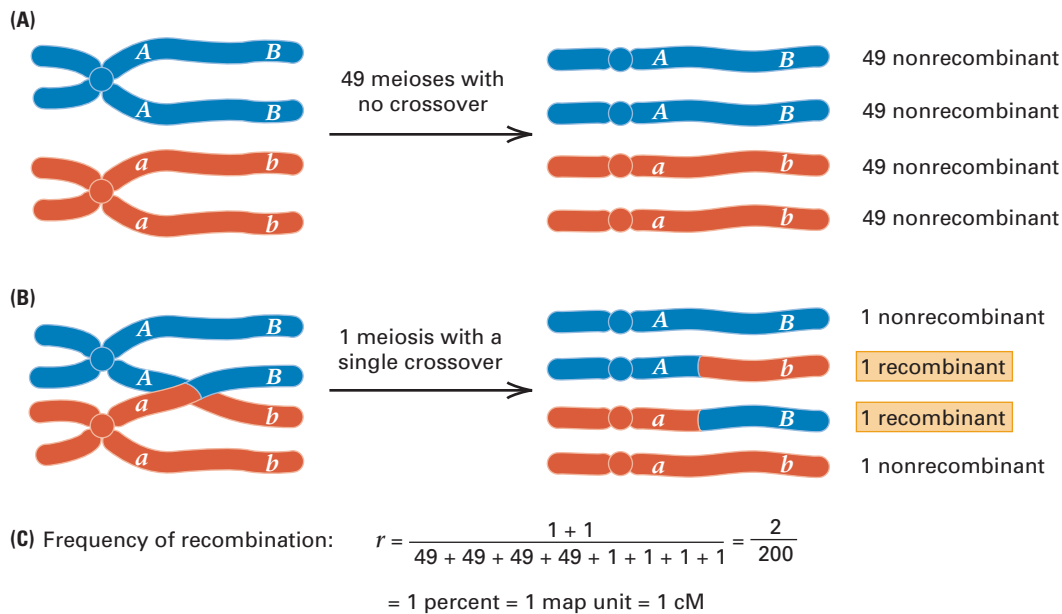 (A)
A B
A B
a b
a b
49 meioses with
no crossover
A B
A B
a b
a b
49 nonrecombinant
49 nonrecombinant
49 nonrecombinant
49 nonrecombinant
(B)
A B
A B
a b
a b
1 meiosis with a
single crossover
A B
A b
a B
a b
1 nonrecombinant
1 recombinant
1 recombinant
1 nonrecombinant
(C) Frequency of recombination:
r = (1 + 1) / (49 + 49 + 49 + 49 + 1 + 1 + 1 + 1) = 2 / 200
= 1 percent = 1 map unit = 1 cM